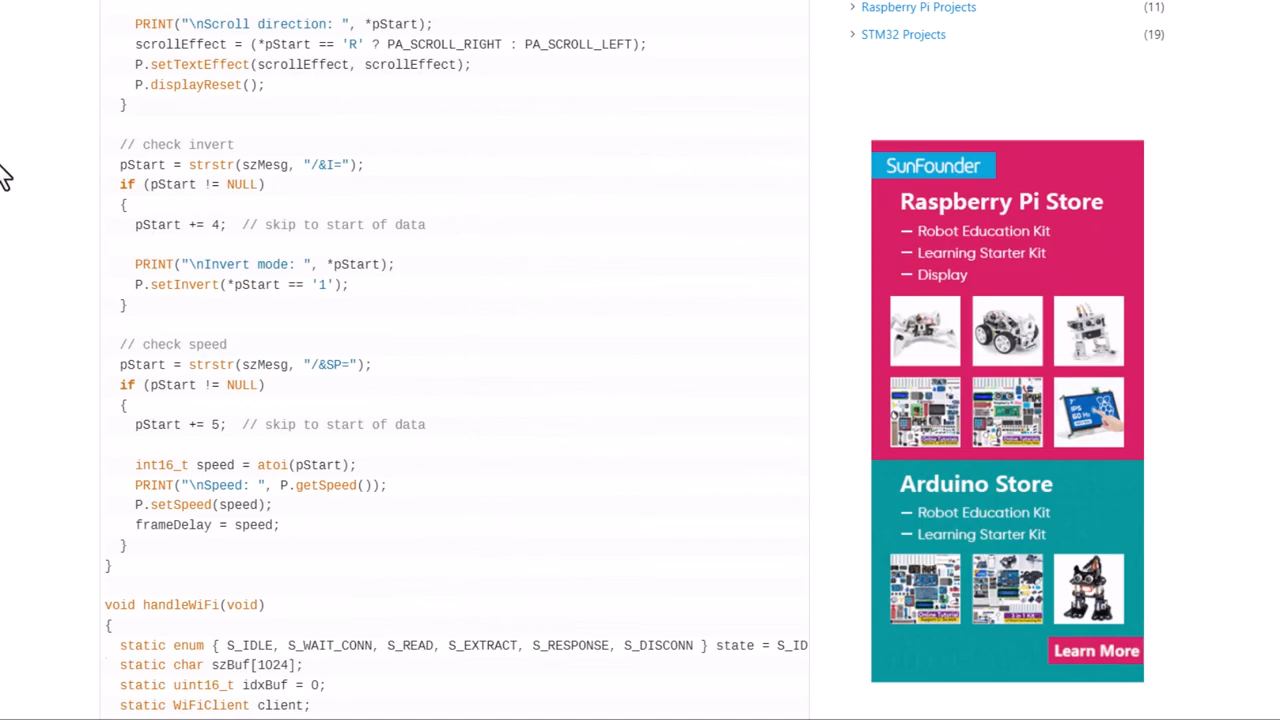 PRINT("\nScroll direction: ", *pStart);
scrollEffect = (*pStart == 'R' ? PA_SCROLL_RIGHT : PA_SCROLL_LEFT);
P.setTextEffect(scrollEffect, scrollEffect);
P.displayReset();
}
// check invert
pStart = strstr(szMesg, "/&I=");
if (pStart != NULL)
{
pStart += 4;  // skip to start of data
PRINT("\nInvert mode: ", *pStart);
P.setInvert(*pStart == '1');
}
// check speed
pStart = strstr(szMesg, "/&SP=");
if (pStart != NULL)
{
pStart += 5;  // skip to start of data
int16_t speed = atoi(pStart);
PRINT("\nSpeed: ", P.getSpeed());
P.setSpeed(speed);
frameDelay = speed;
}
}
void handleWiFi(void)
{
static enum { S_IDLE, S_WAIT_CONN, S_READ, S_EXTRACT, S_RESPONSE, S_DISCONN } state = S_ID
static char szBuf[1024];
static uint16_t idxBuf = 0;
static WiFiClient client;
Raspberry Pi Projects (11)
STM32 Projects (19)
SunFounder
Raspberry Pi Store
— Robot Education Kit
— Learning Starter Kit
— Display
Arduino Store
— Robot Education Kit
— Learning Starter Kit
Learn More